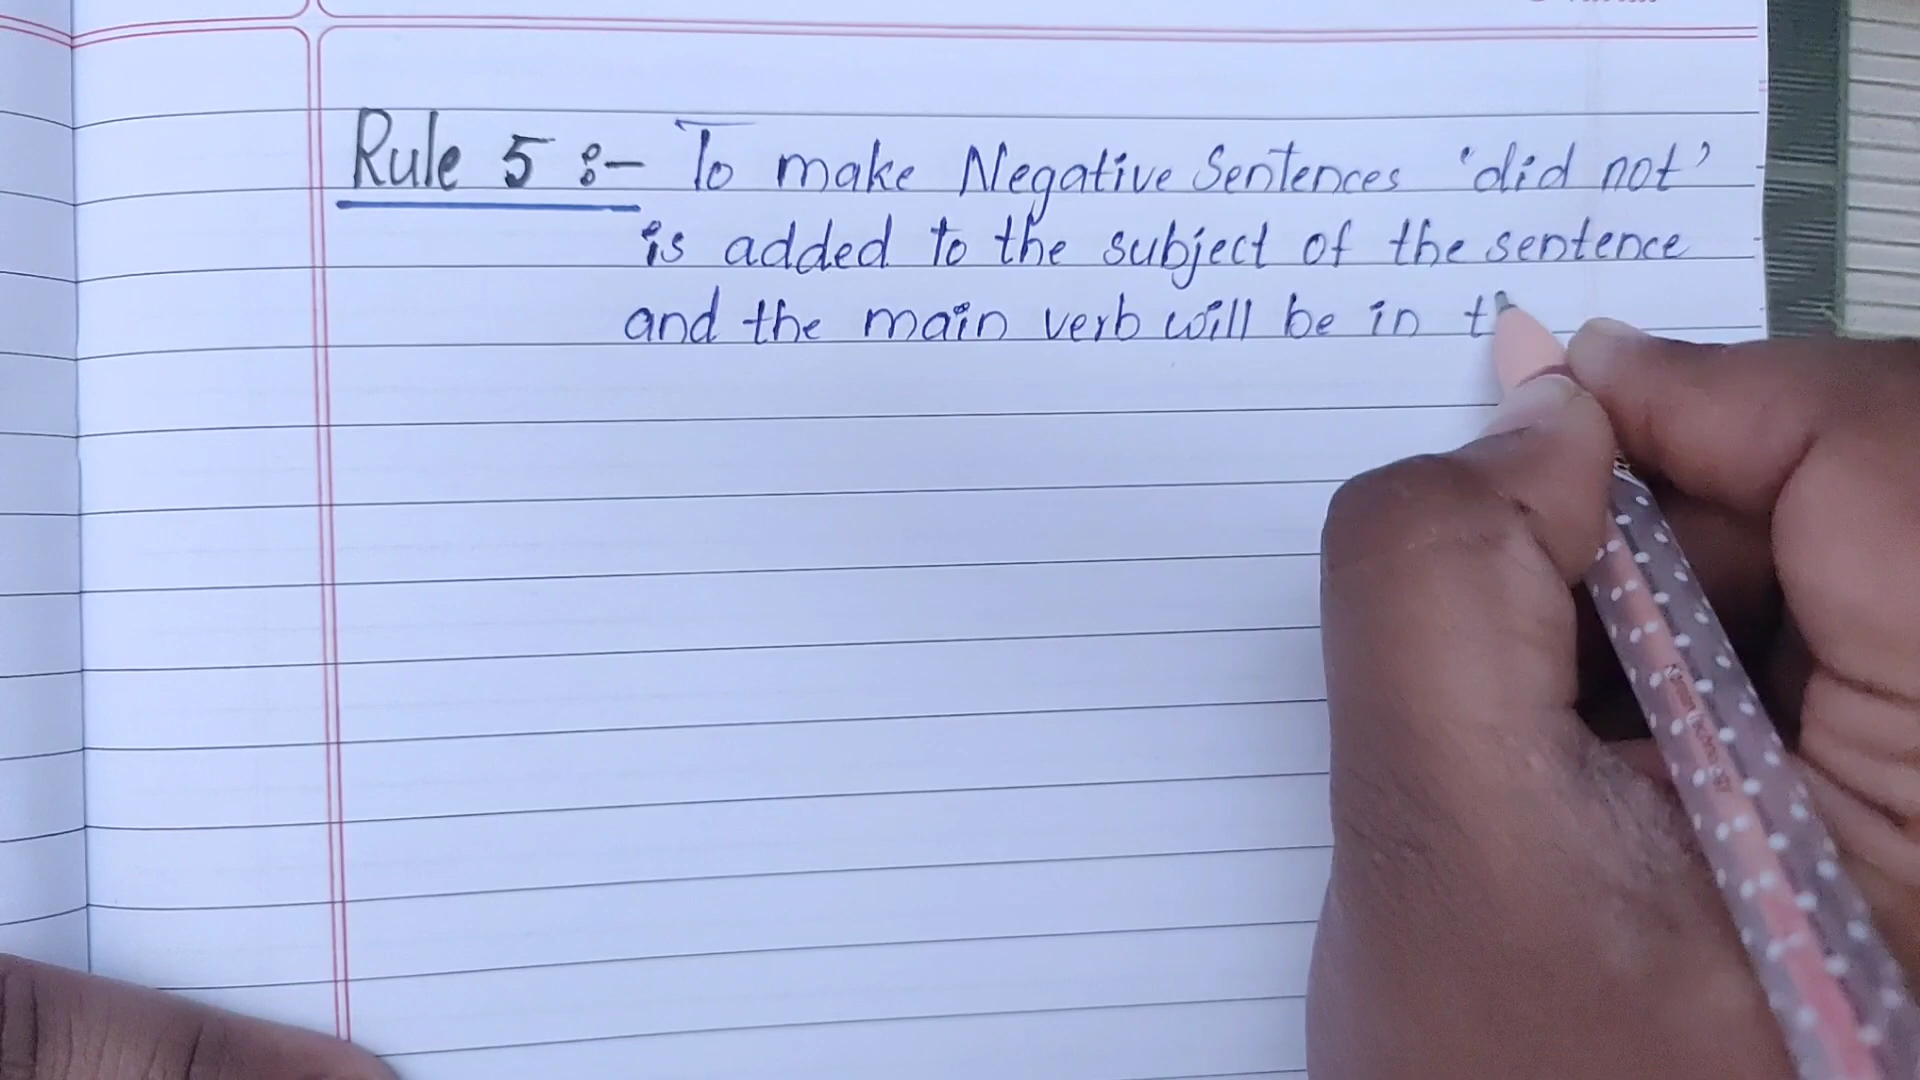 Rule 5 :- To make Negative Sentences 'did not'
is added to the subject of the sentence
and the main verb will be in t